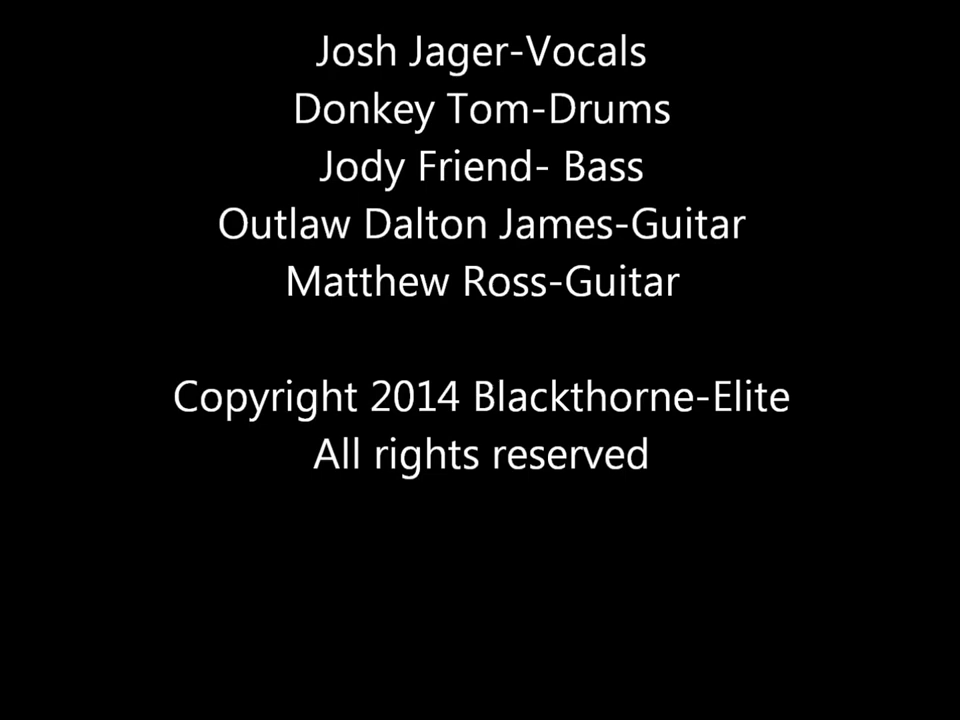 Josh Jager-Vocals
Donkey Tom-Drums
Jody Friend- Bass
Outlaw Dalton James-Guitar
Matthew Ross-Guitar
Copyright 2014 Blackthorne-Elite
All rights reserved